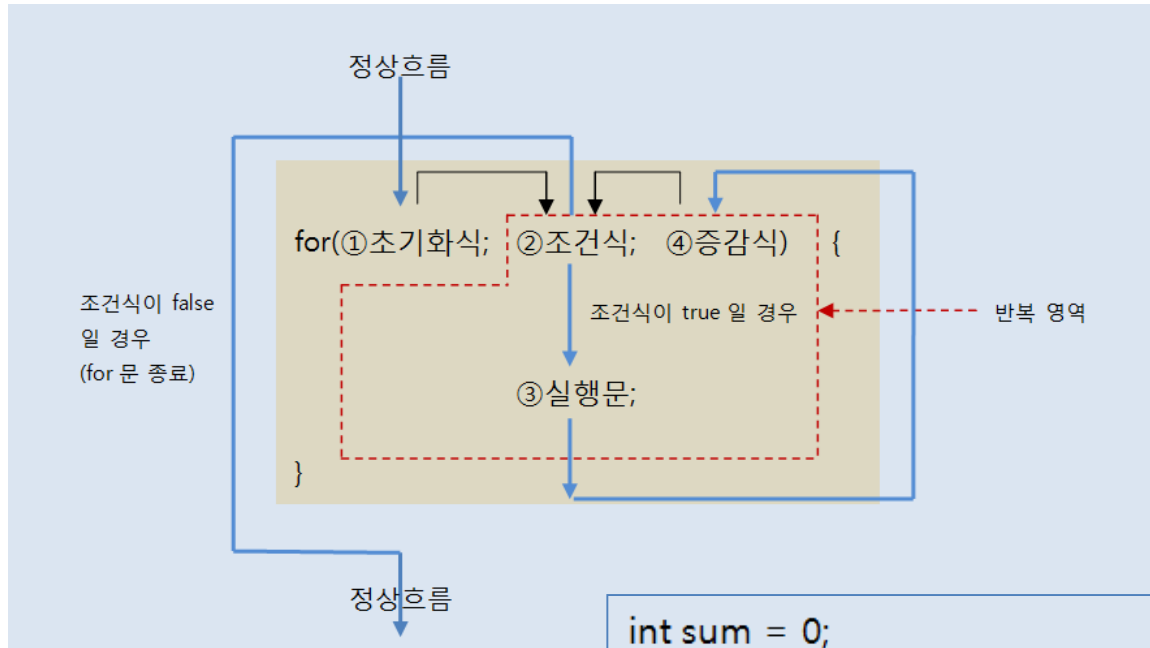 정상흐름
for(①초기화식; ②조건식; ④증감식) {
조건식이 false
일 경우
(for 문 종료)
조건식이 true 일 경우
반복 영역
③실행문;
}
정상흐름
int sum = 0;